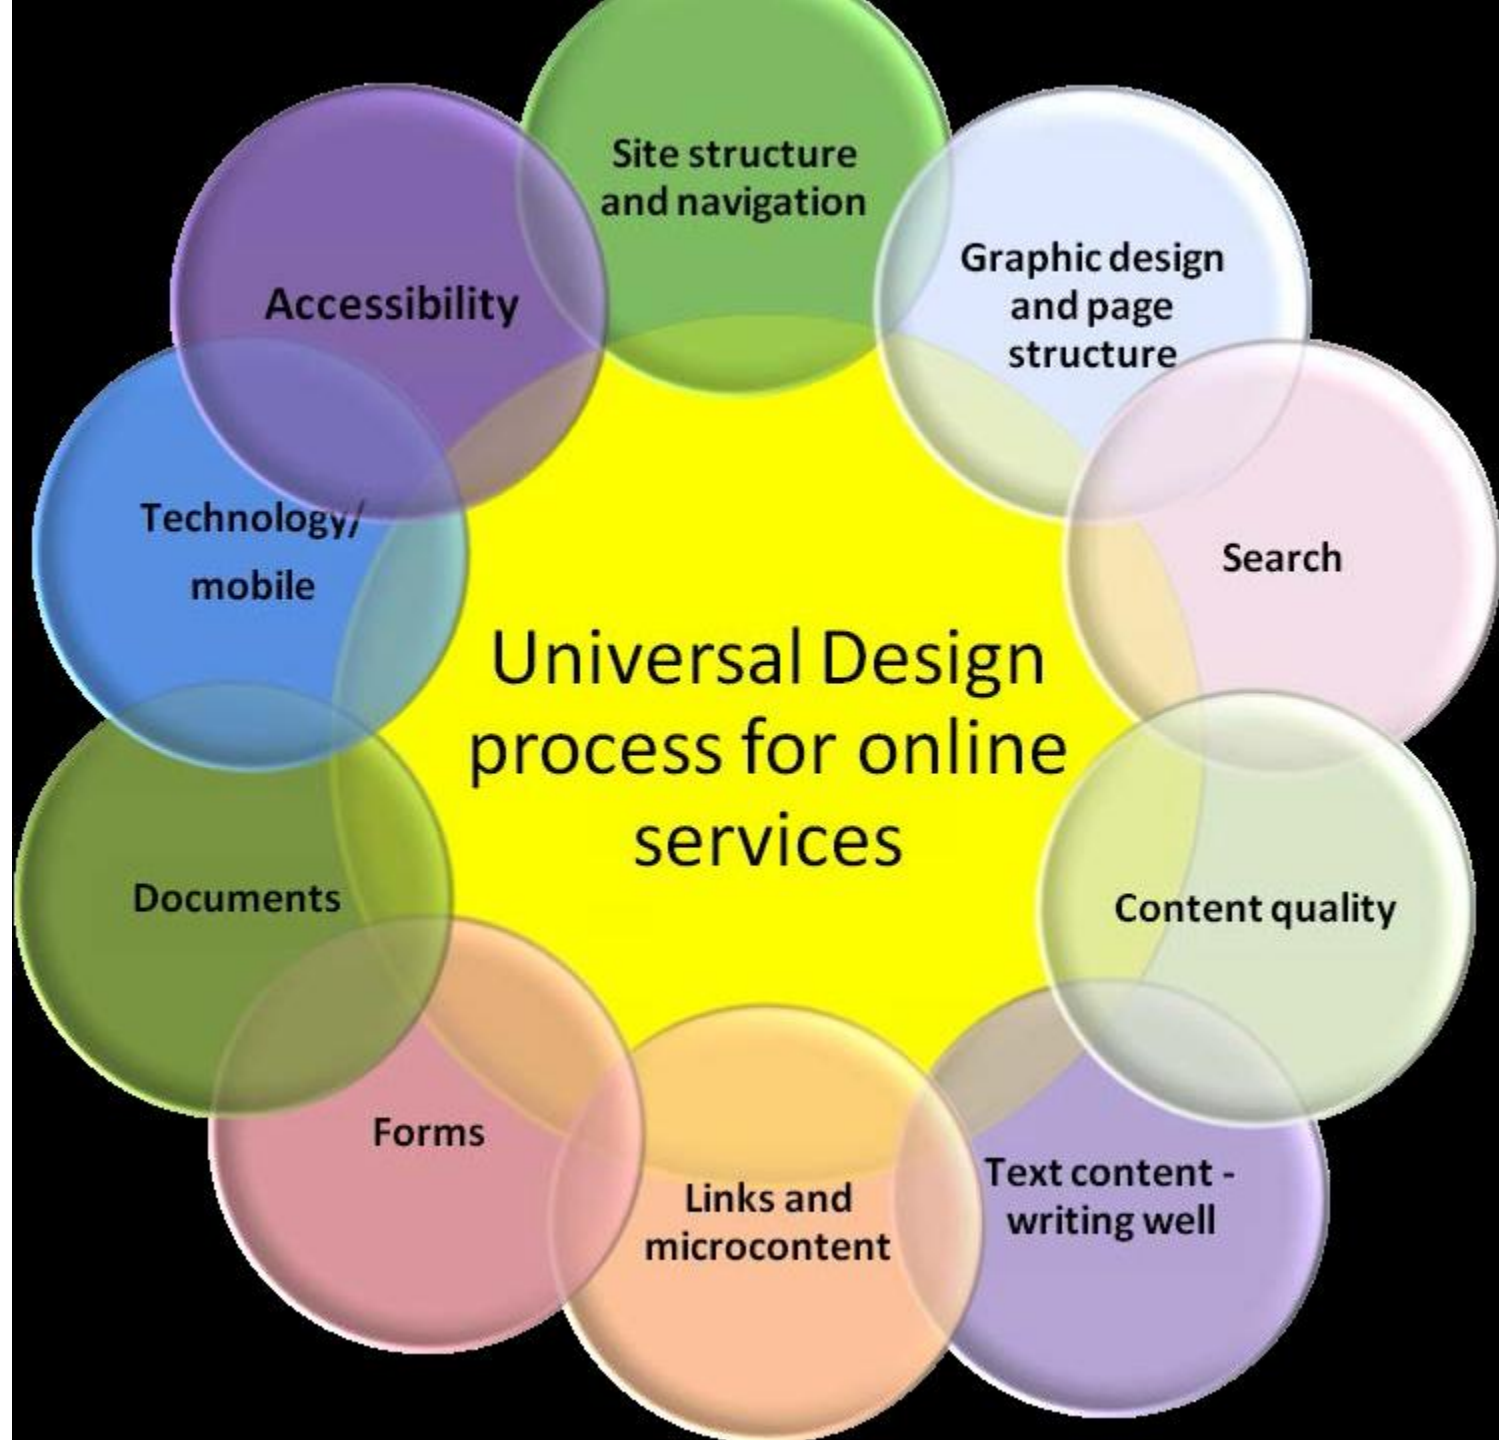 Site structure
and navigation
Graphic design
and page
structure
Search
Content quality
Text content -
writing well
Links and
microcontent
Forms
Documents
Technology/
mobile
Accessibility
Universal Design
process for online
services